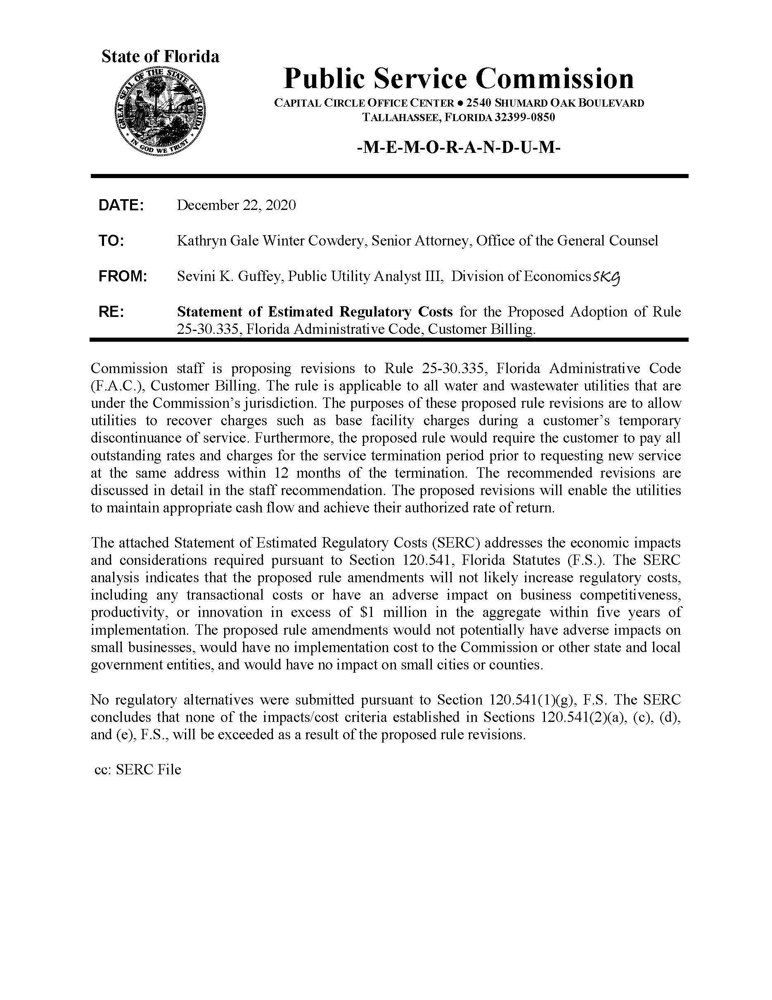 State of Florida
GREAT SEAL OF THE STATE OF FLORIDA
IN GOD WE TRUST
Public Service Commission
CAPITAL CIRCLE OFFICE CENTER ● 2540 SHUMARD OAK BOULEVARD
TALLAHASSEE, FLORIDA 32399-0850
-M-E-M-O-R-A-N-D-U-M-
DATE: December 22, 2020
TO: Kathryn Gale Winter Cowdery, Senior Attorney, Office of the General Counsel
FROM: Sevini K. Guffey, Public Utility Analyst III, Division of Economics SKG
RE: Statement of Estimated Regulatory Costs for the Proposed Adoption of Rule
25-30.335, Florida Administrative Code, Customer Billing.
Commission staff is proposing revisions to Rule 25-30.335, Florida Administrative Code
(F.A.C.), Customer Billing. The rule is applicable to all water and wastewater utilities that are
under the Commission’s jurisdiction. The purposes of these proposed rule revisions are to allow
utilities to recover charges such as base facility charges during a customer’s temporary
discontinuance of service. Furthermore, the proposed rule would require the customer to pay all
outstanding rates and charges for the service termination period prior to requesting new service
at the same address within 12 months of the termination. The recommended revisions are
discussed in detail in the staff recommendation. The proposed revisions will enable the utilities
to maintain appropriate cash flow and achieve their authorized rate of return.
The attached Statement of Estimated Regulatory Costs (SERC) addresses the economic impacts
and considerations required pursuant to Section 120.541, Florida Statutes (F.S.). The SERC
analysis indicates that the proposed rule amendments will not likely increase regulatory costs,
including any transactional costs or have an adverse impact on business competitiveness,
productivity, or innovation in excess of $1 million in the aggregate within five years of
implementation. The proposed rule amendments would not potentially have adverse impacts on
small businesses, would have no implementation cost to the Commission or other state and local
government entities, and would have no impact on small cities or counties.
No regulatory alternatives were submitted pursuant to Section 120.541(1)(g), F.S. The SERC
concludes that none of the impacts/cost criteria established in Sections 120.541(2)(a), (c), (d),
and (e), F.S., will be exceeded as a result of the proposed rule revisions.
cc: SERC File